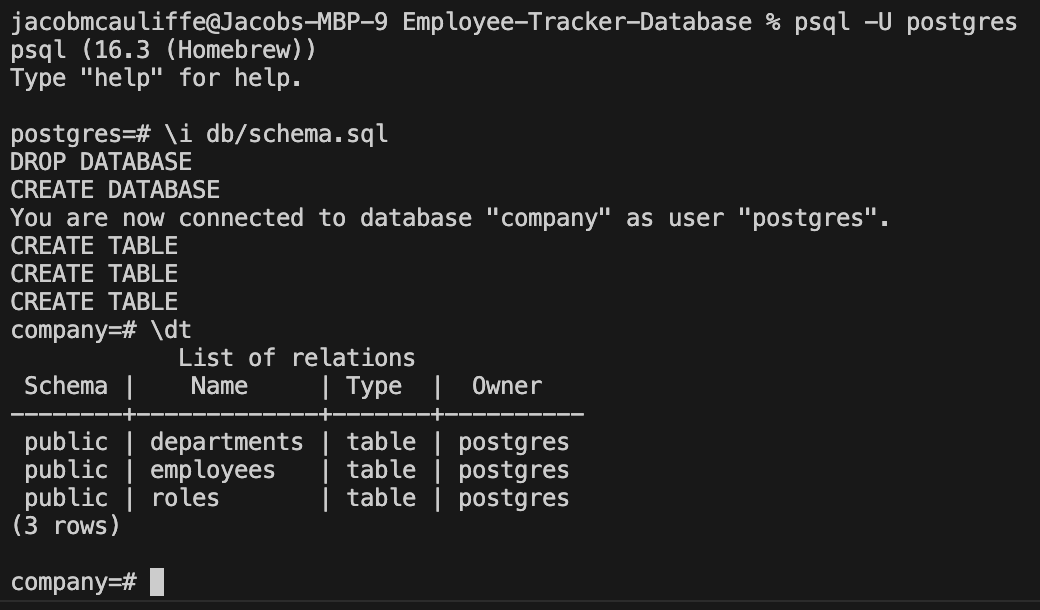 jacobmcauliffe@Jacobs-MBP-9 Employee-Tracker-Database % psql -U postgres
psql (16.3 (Homebrew))
Type "help" for help.

postgres=# \i db/schema.sql
DROP DATABASE
CREATE DATABASE
You are now connected to database "company" as user "postgres".
CREATE TABLE
CREATE TABLE
CREATE TABLE
company=# \dt
            List of relations
 Schema |    Name     | Type  |  Owner
--------+-------------+-------+----------
 public | departments | table | postgres
 public | employees   | table | postgres
 public | roles       | table | postgres
(3 rows)

company=#